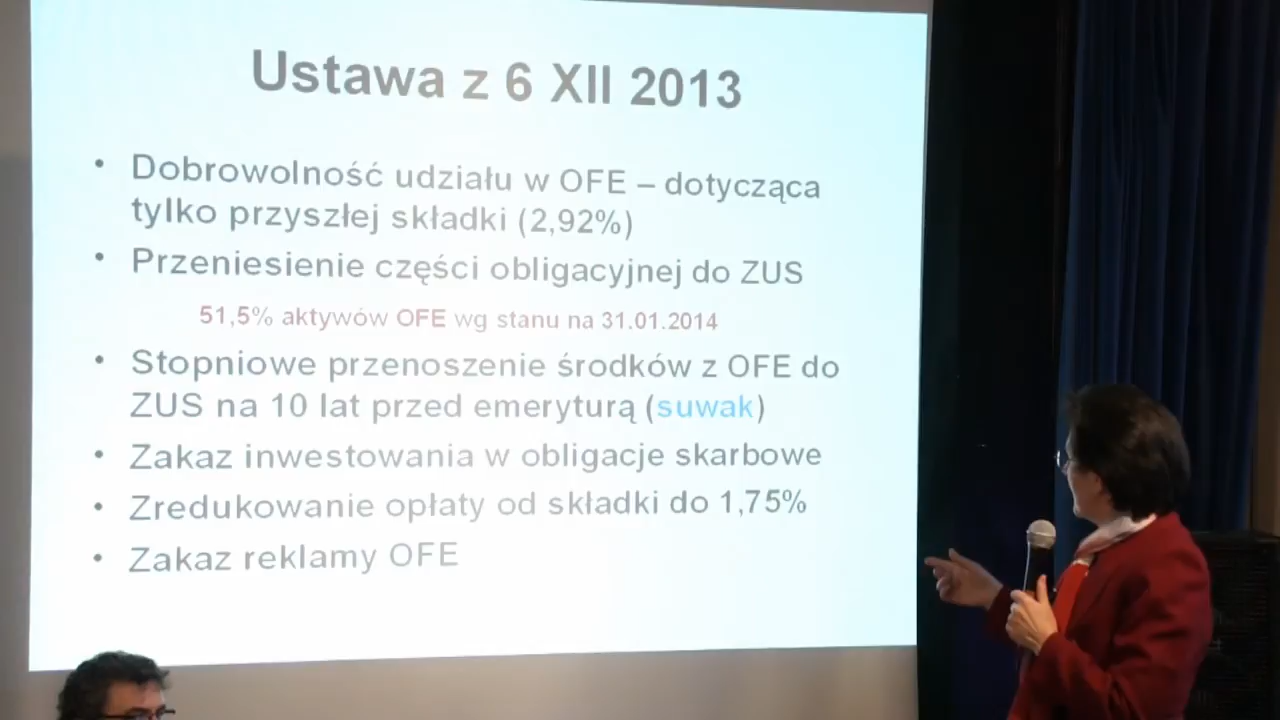 Ustawa z 6 XII 2013
• Dobrowolność udziału w OFE – dotycząca
tylko przyszłej składki (2,92%)
• Przeniesienie części obligacyjnej do ZUS
51,5% aktywów OFE wg stanu na 31.01.2014
• Stopniowe przenoszenie środków z OFE do
ZUS na 10 lat przed emeryturą (suwak)
• Zakaz inwestowania w obligacje skarbowe
• Zredukowanie opłaty od składki do 1,75%
• Zakaz reklamy OFE